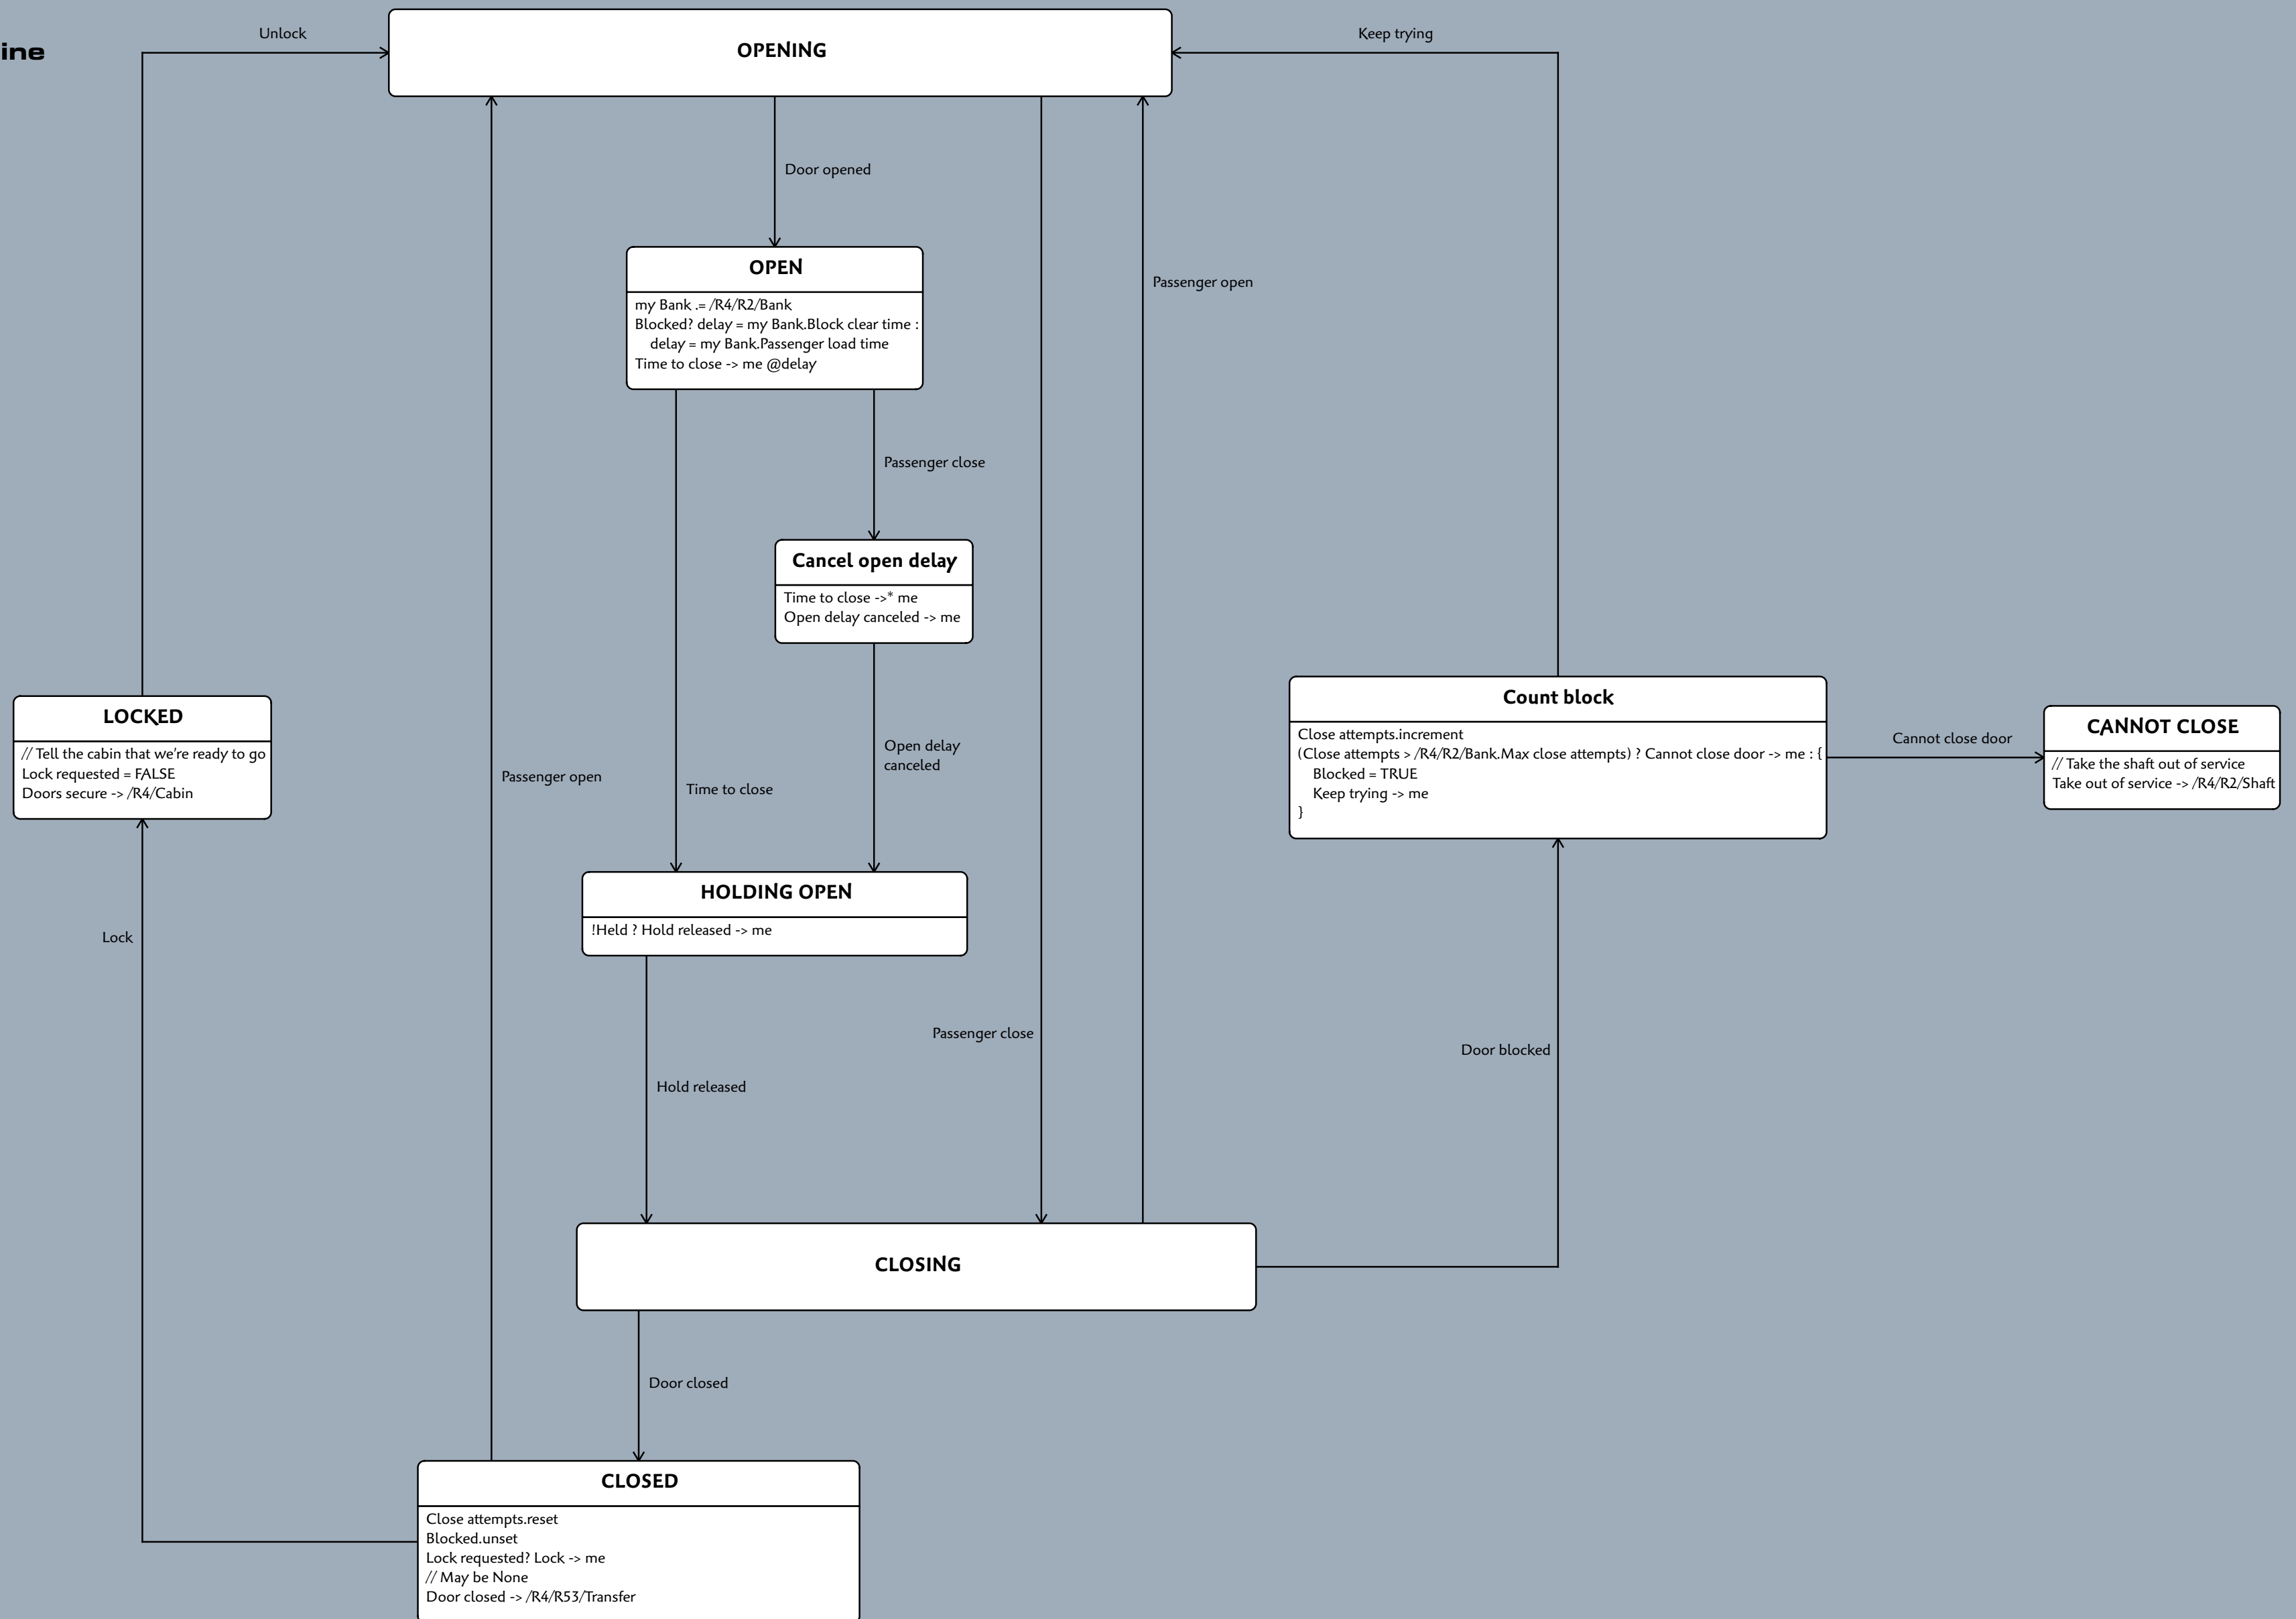 ine
Unlock
OPENING
Keep trying
Door opened
OPEN
my Bank .= /R4/R2/Bank
Blocked? delay = my Bank.Block clear time :
delay = my Bank.Passenger load time
Time to close -> me @delay
Passenger open
Passenger close
Cancel open delay
Time to close ->* me
Open delay canceled -> me
LOCKED
// Tell the cabin that we're ready to go
Lock requested = FALSE
Doors secure -> /R4/Cabin
Passenger open
Time to close
Open delay
canceled
Count block
Close attempts.increment
(Close attempts > /R4/R2/Bank.Max close attempts) ? Cannot close door -> me : {
Blocked = TRUE
Keep trying -> me
}
Cannot close door
CANNOT CLOSE
// Take the shaft out of service
Take out of service -> /R4/R2/Shaft
HOLDING OPEN
!Held ? Hold released -> me
Lock
Passenger close
Door blocked
Hold released
CLOSING
Door closed
CLOSED
Close attempts.reset
Blocked.unset
Lock requested? Lock -> me
// May be None
Door closed -> /R4/R53/Transfer